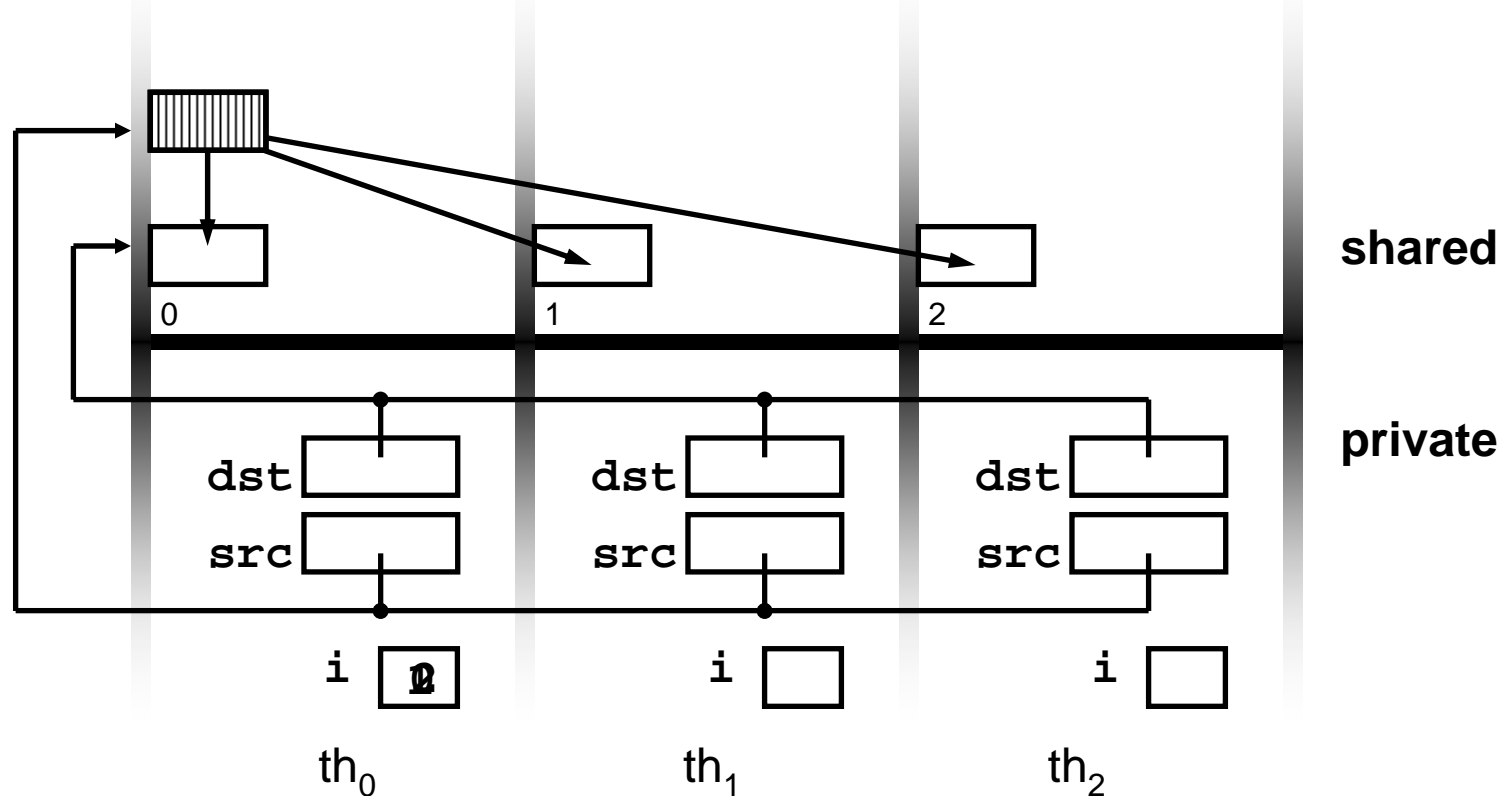 shared
0 1 2
private
dst dst dst
src src src
i i i
th0 th1 th2